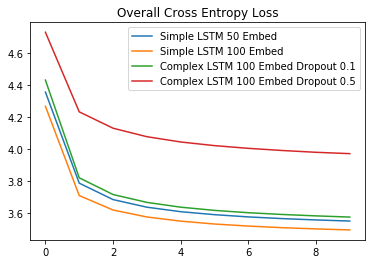 Overall Cross Entropy Loss
Simple LSTM 50 Embed
Simple LSTM 100 Embed
Complex LSTM 100 Embed Dropout 0.1
Complex LSTM 100 Embed Dropout 0.5
4.6
4.4
4.2
4.0
3.8
3.6
0 2 4 6 8